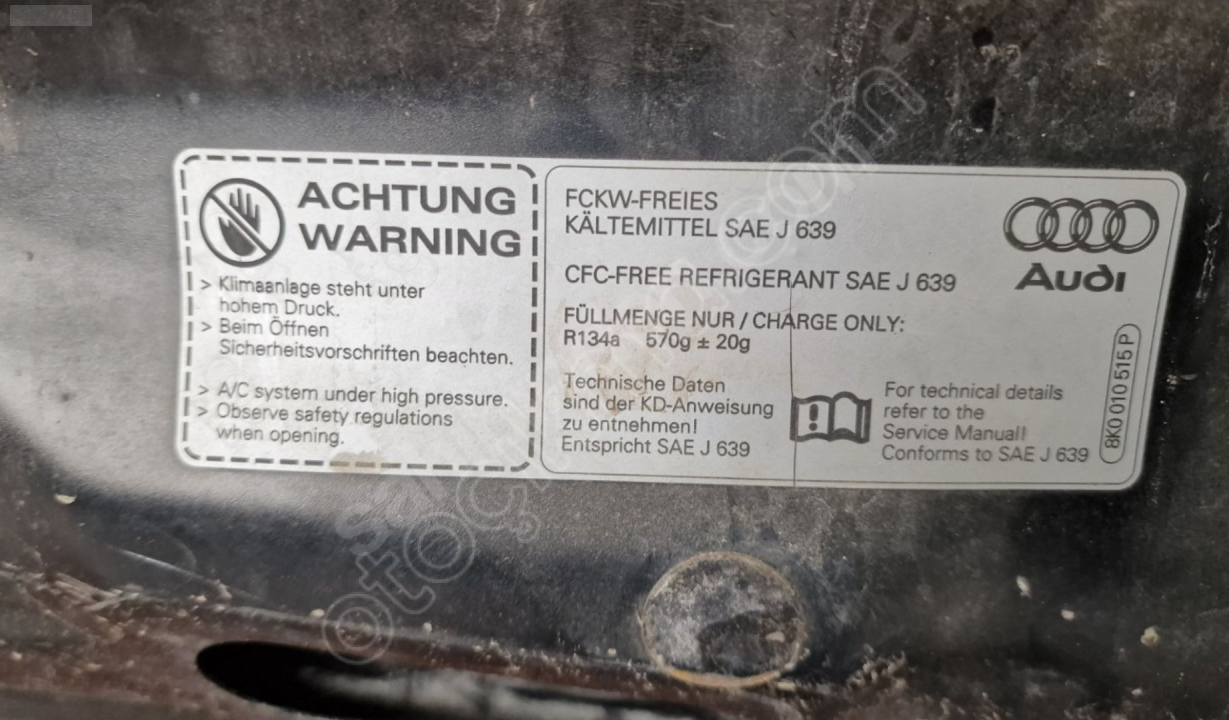 ACHTUNG
WARNING
> Klimaanlage steht unter
hohem Druck.
> Beim Öffnen
Sicherheitsvorschriften beachten.
> A/C system under high pressure.
> Observe safety regulations
when opening.
FCKW-FREIES
KÄLTEMITTEL SAE J 639
CFC-FREE REFRIGERANT SAE J 639
FÜLLMENGE NUR / CHARGE ONLY:
R134a 570g ± 20g
Technische Daten
sind der KD-Anweisung
zu entnehmen!
Entspricht SAE J 639
For technical details
refer to the
Service Manual!
Conforms to SAE J 639
Audi
8K0 010 515 P